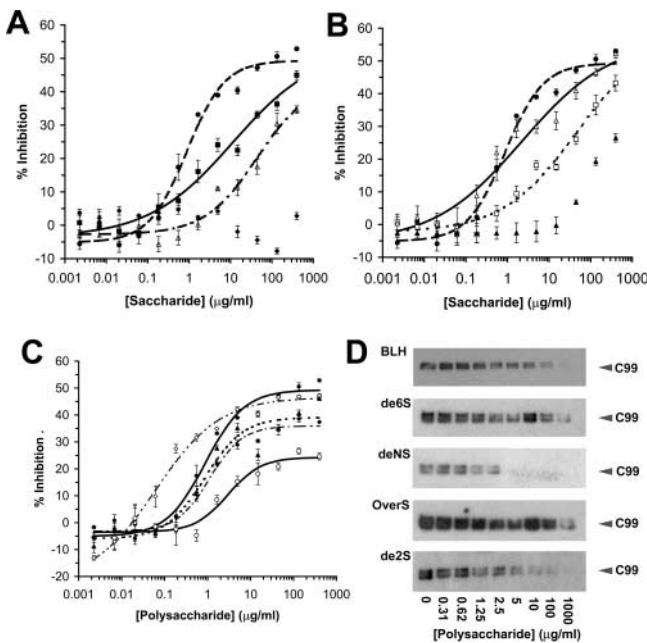 A
60
50
40
30
20
10
0
-10
% Inhibition
0.001 0.01 0.1 1 10 100 1000
[Saccharide] (μg/ml)
B
60
50
40
30
20
10
0
-10
% Inhibition
0.001 0.01 0.1 1 10 100 1000
[Saccharide] (μg/ml)
C
60
50
40
30
20
10
0
-10
-20
% Inhibition .
0.001 0.01 0.1 1 10 100 1000
[Polysaccharide] (μg/ml)
D
BLH
C99
de6S
C99
deNS
C99
OverS
C99
de2S
C99
0 0.31 0.62 1.25 2.5 5 10 100 1000
[Polysaccharide] (μg/ml)